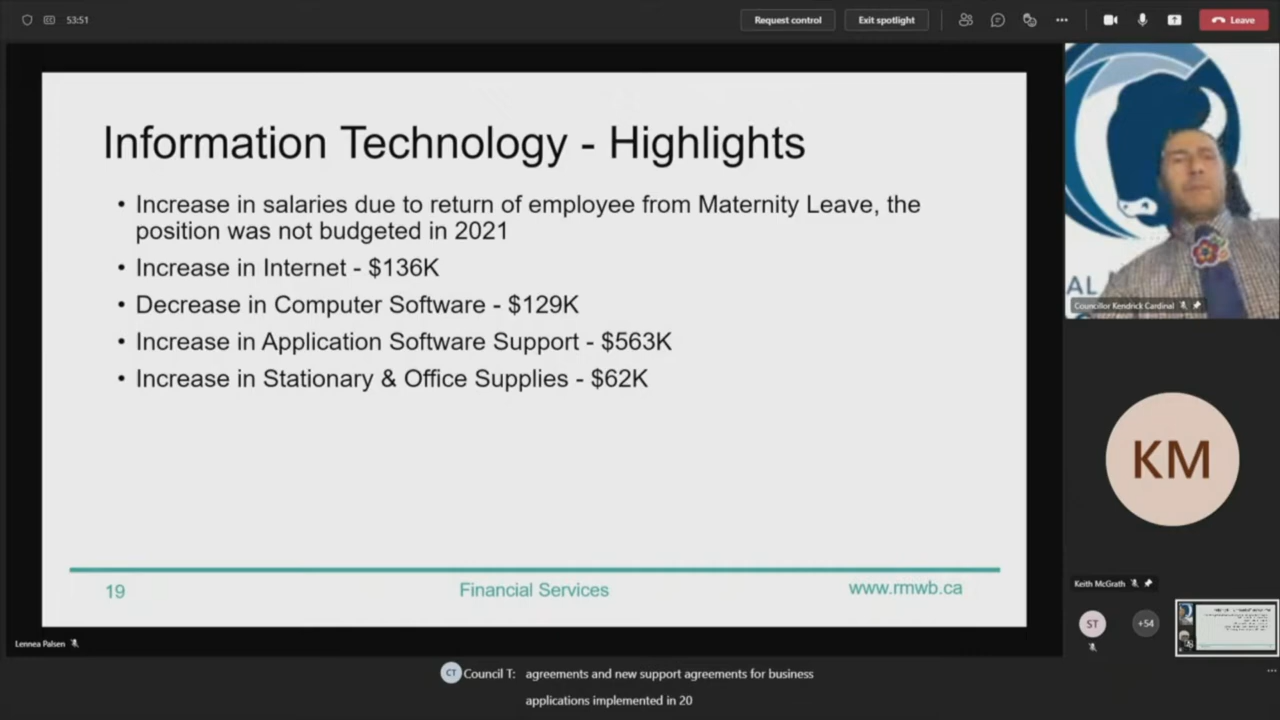 53:51
Request control
Exit spotlight
Leave
Information Technology - Highlights
• Increase in salaries due to return of employee from Maternity Leave, the
position was not budgeted in 2021
• Increase in Internet - $136K
• Decrease in Computer Software - $129K
• Increase in Application Software Support - $563K
• Increase in Stationary & Office Supplies - $62K
19
Financial Services
www.rmwb.ca
Lennea Palsen
AL
Councillor Kendrick Cardinal
KM
Keith McGrath
ST
+54
CT
Council T: agreements and new support agreements for business
applications implemented in 20